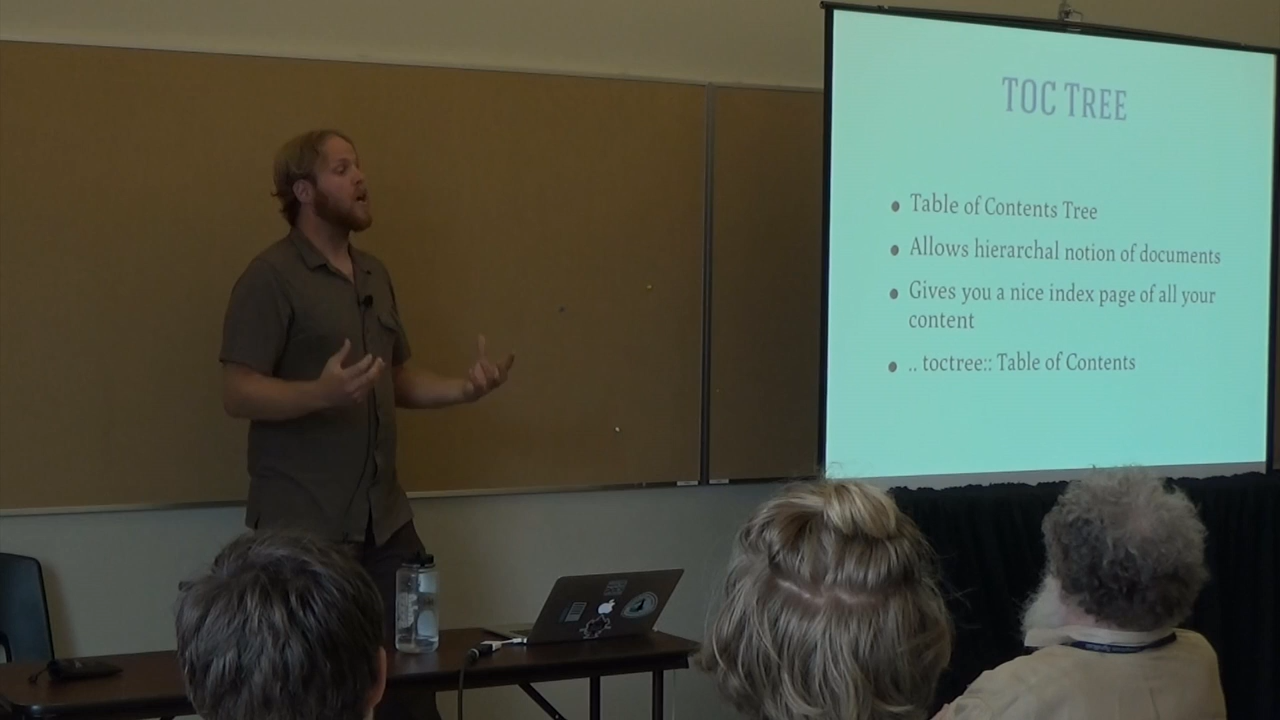 TOC TREE
Table of Contents Tree
Allows hierarchal notion of documents
Gives you a nice index page of all your
content
.. toctree:: Table of Contents